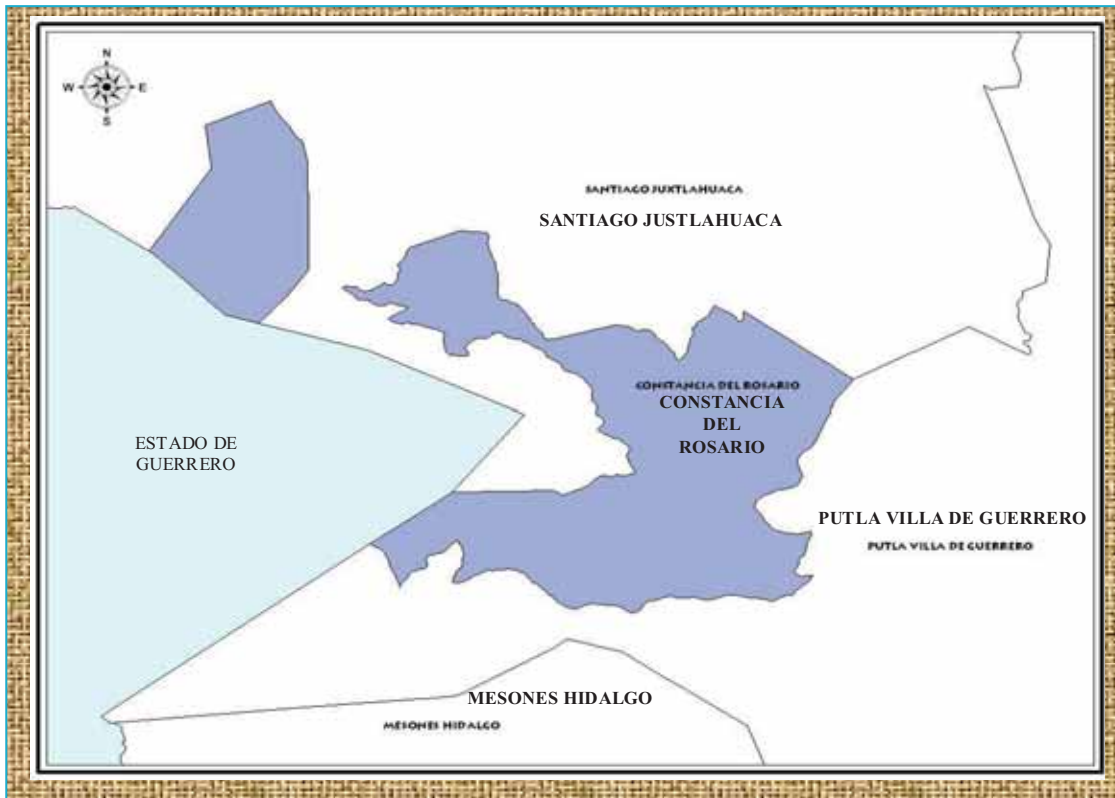 N
W E
S
SANTIAGO JUXTLAHUACA
SANTIAGO JUSTLAHUACA
CONSTANCIA DEL ROSARIO
CONSTANCIA
DEL
ROSARIO
ESTADO DE
GUERRERO
PUTLA VILLA DE GUERRERO
PUTLA VILLA DE GUERRERO
MESONES HIDALGO
MESONES HIDALGO